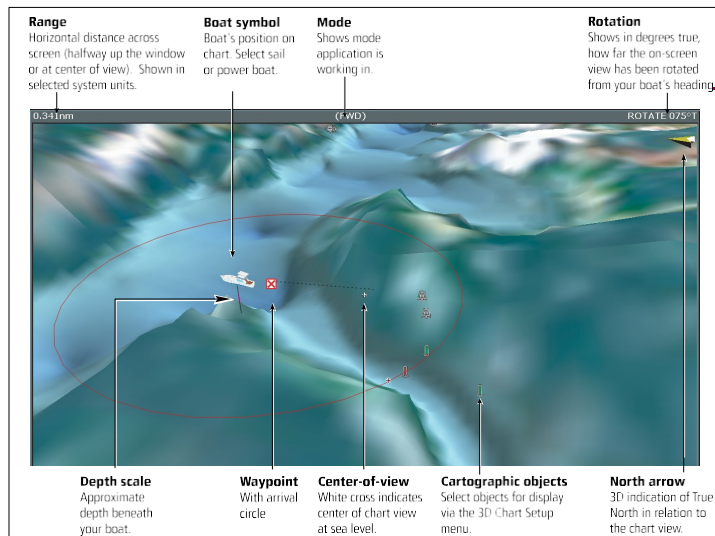 Range
Horizontal distance across
screen (halfway up the window
or at center of view). Shown in
selected system units.
Boat symbol
Boat's position on
chart. Select sail
or power boat.
Mode
Shows mode
application is
working in.
Rotation
Shows in degrees true,
how far the on-screen
view has been rotated
from your boat's heading.
0.341nm
(FWD)
ROTATE 075°T
Depth scale
Approximate
depth beneath
your boat.
Waypoint
With arrival
circle
Center-of-view
White cross indicates
center of chart view
at sea level.
Cartographic objects
Select objects for display
via the 3D Chart Setup
menu.
North arrow
3D indication of True
North in relation to
the chart view.